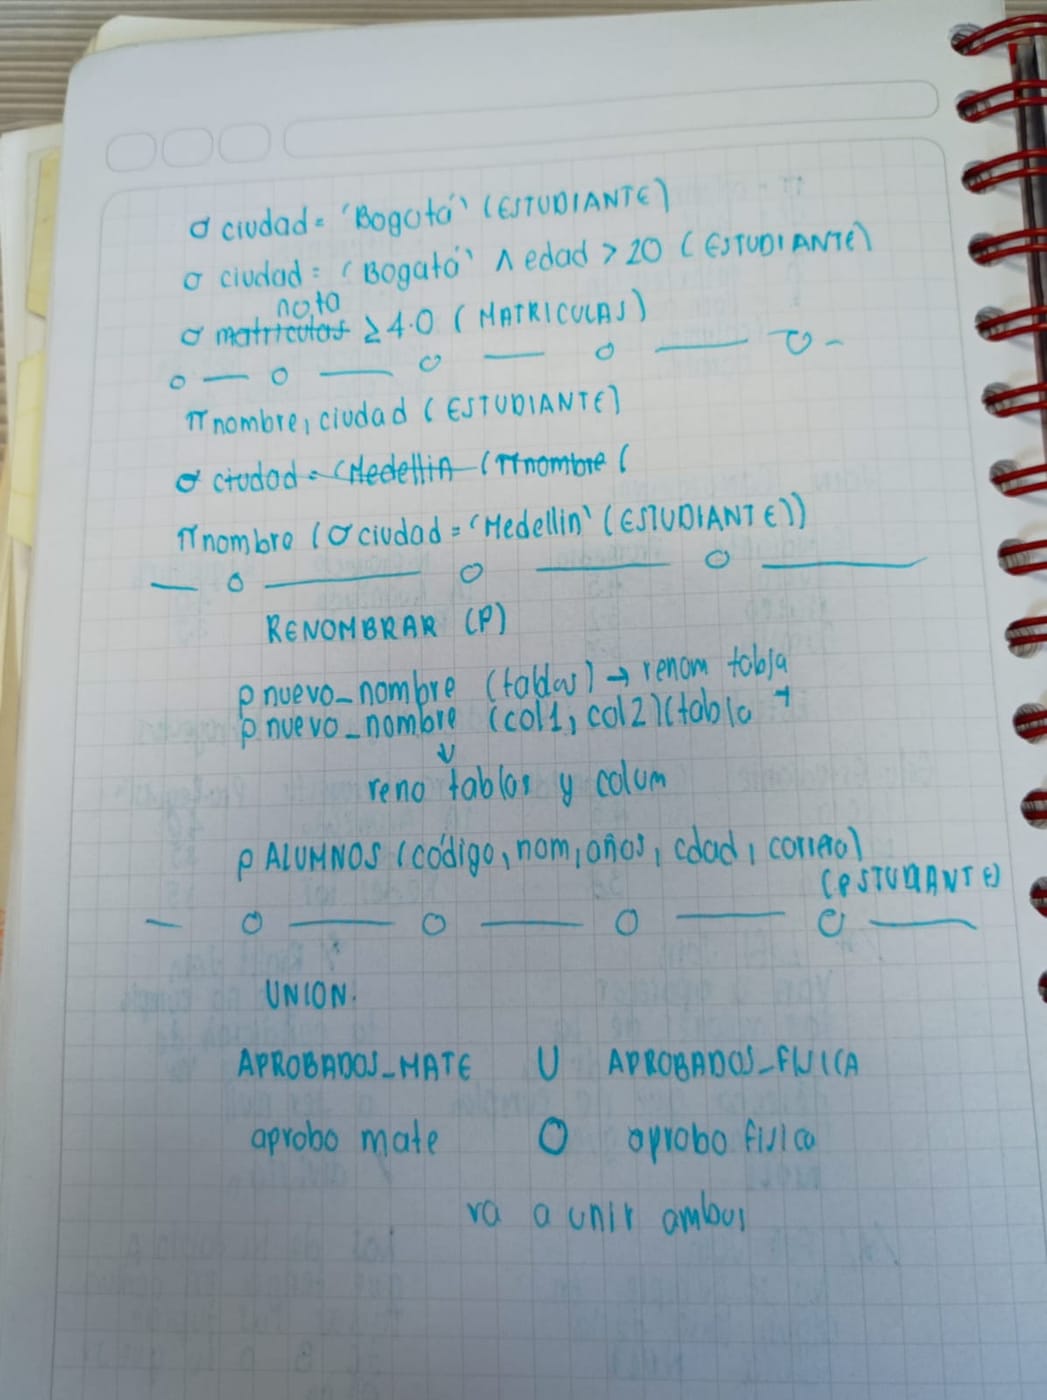 σ ciudad = 'Bogotá' (ESTUDIANTE)
σ ciudad = 'Bogató' ∧ edad > 20 (ESTUDIANTE)
nota
σ matriculas ≥ 4.0 (MATRICULAS)
π nombre, ciudad (ESTUDIANTE)
σ ciudad = 'Medellin (π nombre (
π nombre (σ ciudad = 'Medellin' (ESTUDIANTE))
RENOMBRAR (P)
ρ nuevo_nombre (tablas) → renom tabla
ρ nuevo_nombre (col1, col2)(tabla
↓
reno tablas y colum
ρ ALUMNOS (código, nom, años, cdad, correo)
(ESTUDIANTE)
UNION.
APROBADOS_MATE U APROBADOS_FISICA
aprobo mate O aprobo fisica
va a unir ambos